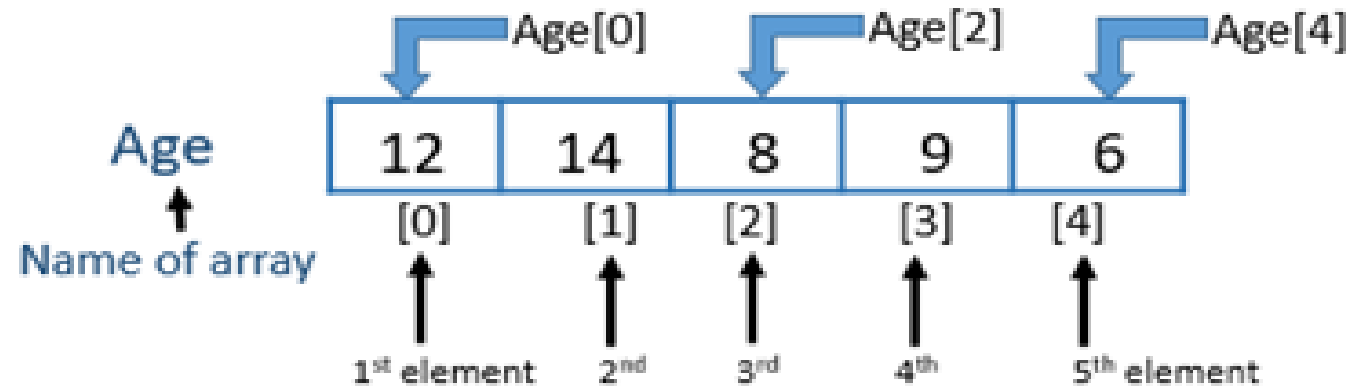 Age[0] Age[2] Age[4]
Age 12 14 8 9 6
[0] [1] [2] [3] [4]
Name of array
1st element 2nd 3rd 4th 5th element